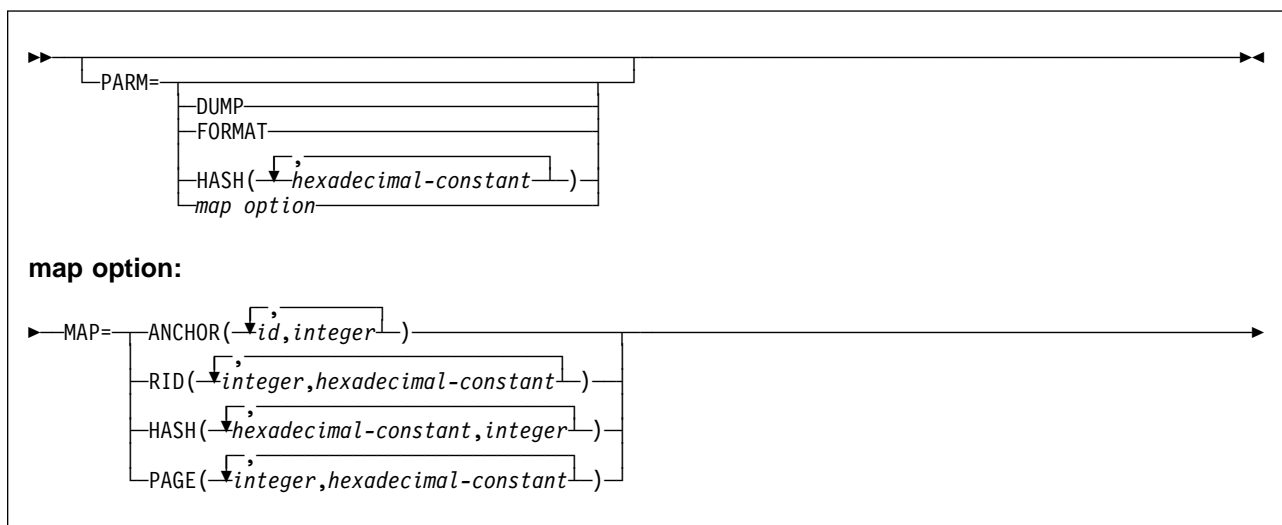 PARM=
DUMP
FORMAT
,
HASH( hexadecimal-constant )
map option
map option:
,
MAP= ANCHOR( id,integer )
,
RID( integer,hexadecimal-constant )
,
HASH( hexadecimal-constant,integer )
,
PAGE( integer,hexadecimal-constant )